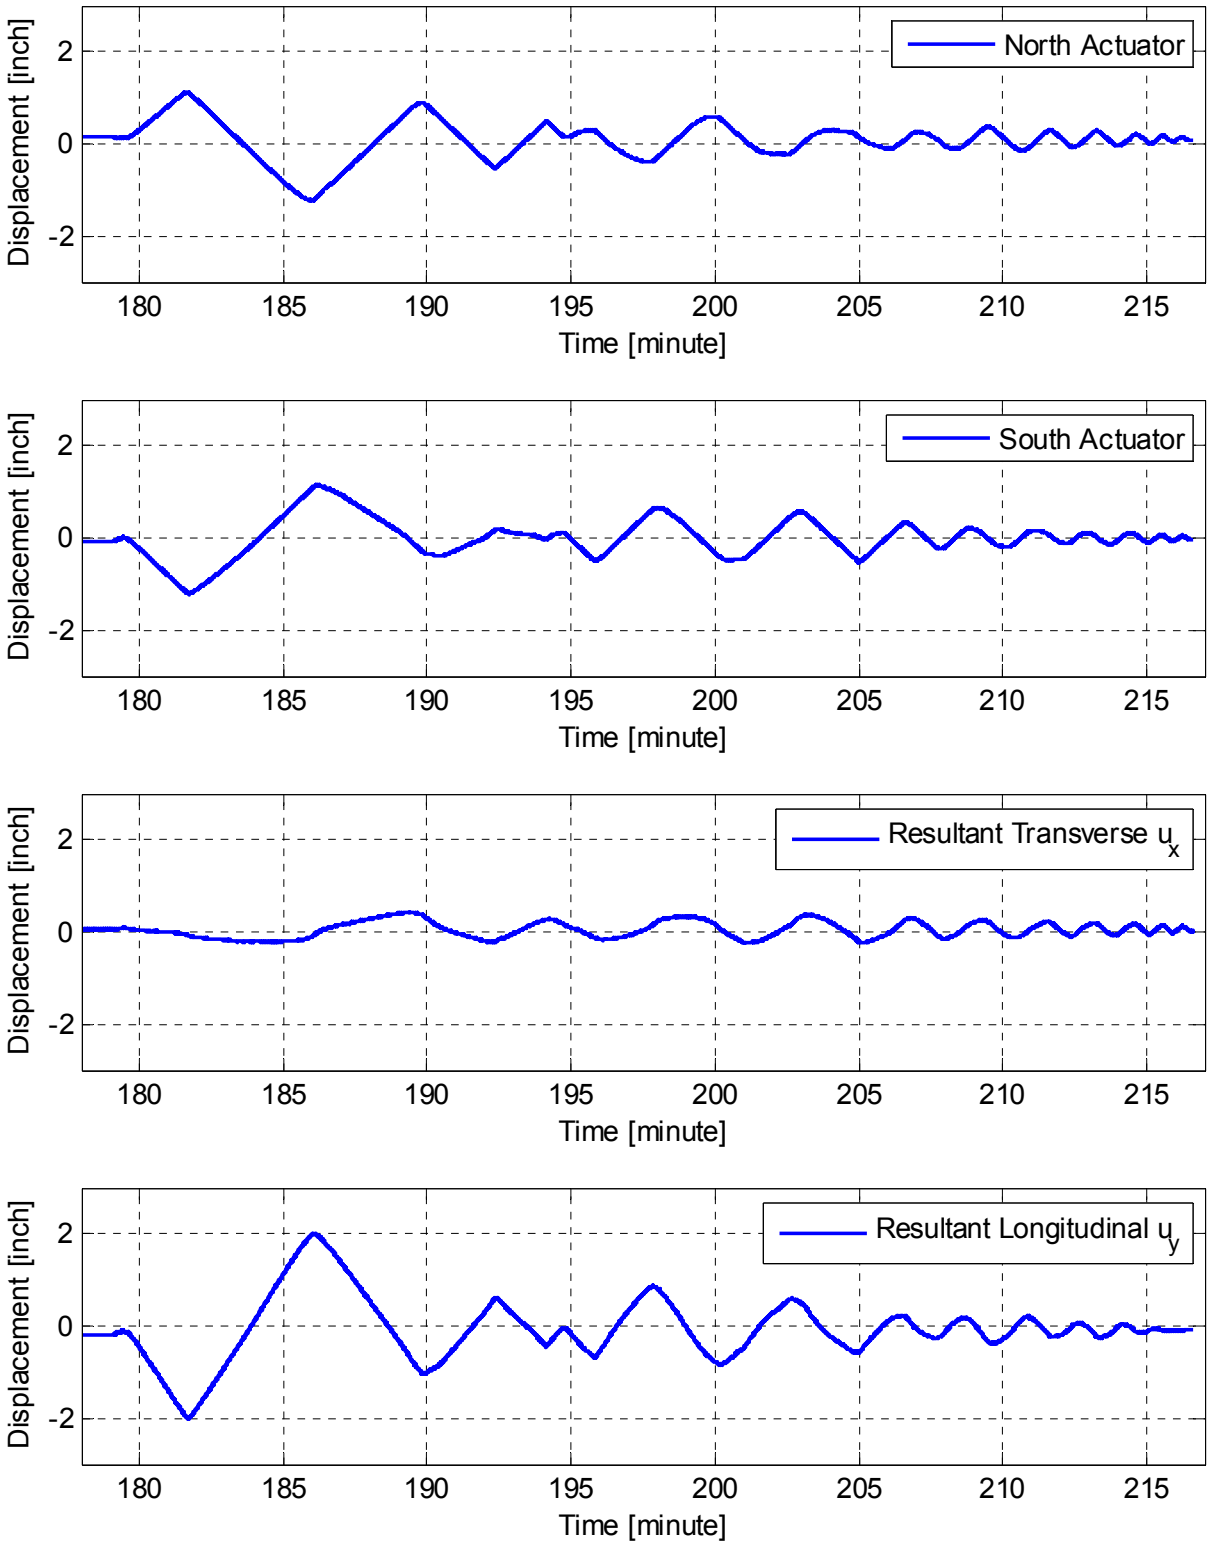 North Actuator
Displacement [inch]
2
0
-2
180 185 190 195 200 205 210 215
Time [minute]
South Actuator
Displacement [inch]
2
0
-2
180 185 190 195 200 205 210 215
Time [minute]
Resultant Transverse u_x
Displacement [inch]
2
0
-2
180 185 190 195 200 205 210 215
Time [minute]
Resultant Longitudinal u_y
Displacement [inch]
2
0
-2
180 185 190 195 200 205 210 215
Time [minute]